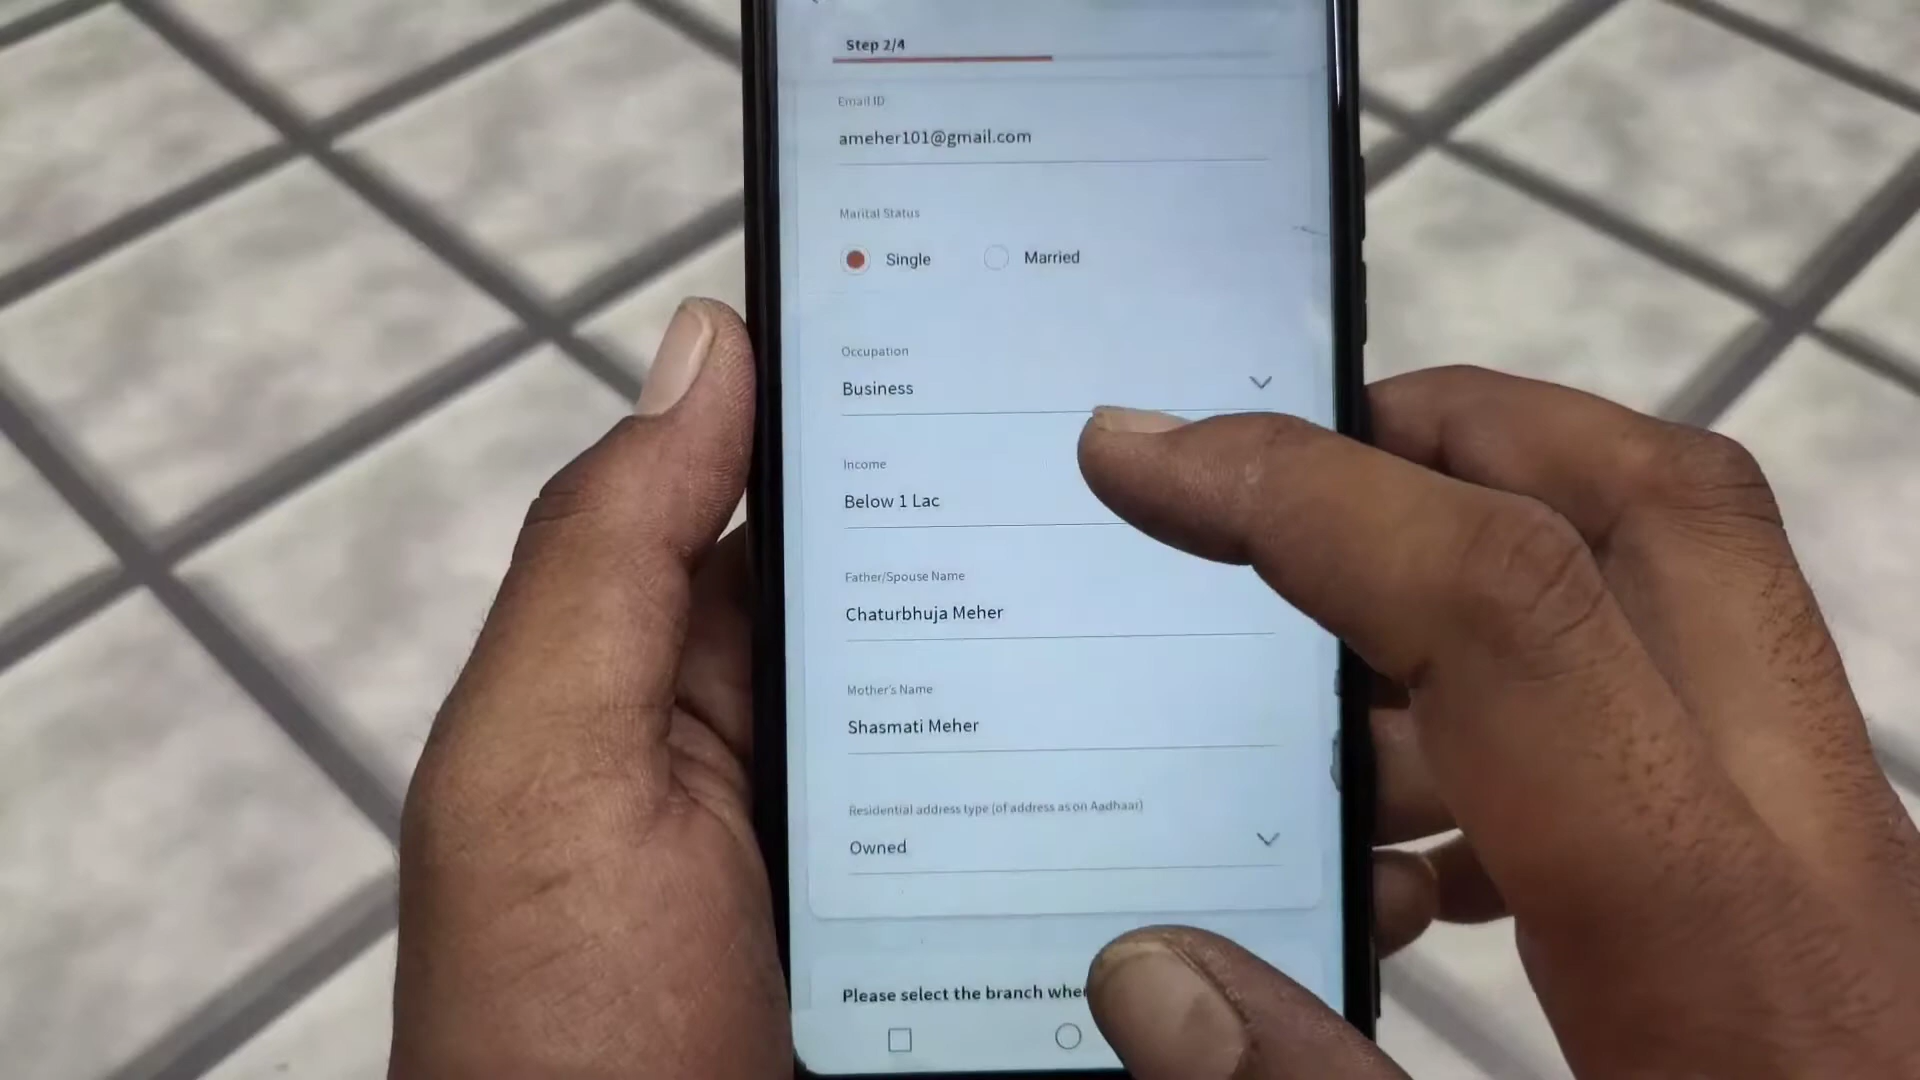 Step 2/4
Email ID
ameher101@gmail.com
Marital Status
Single Married
Occupation
Business
Income
Below 1 Lac
Father/Spouse Name
Chaturbhuja Meher
Mother's Name
Shasmati Meher
Residential address type (of address as on Aadhaar)
Owned
Please select the branch